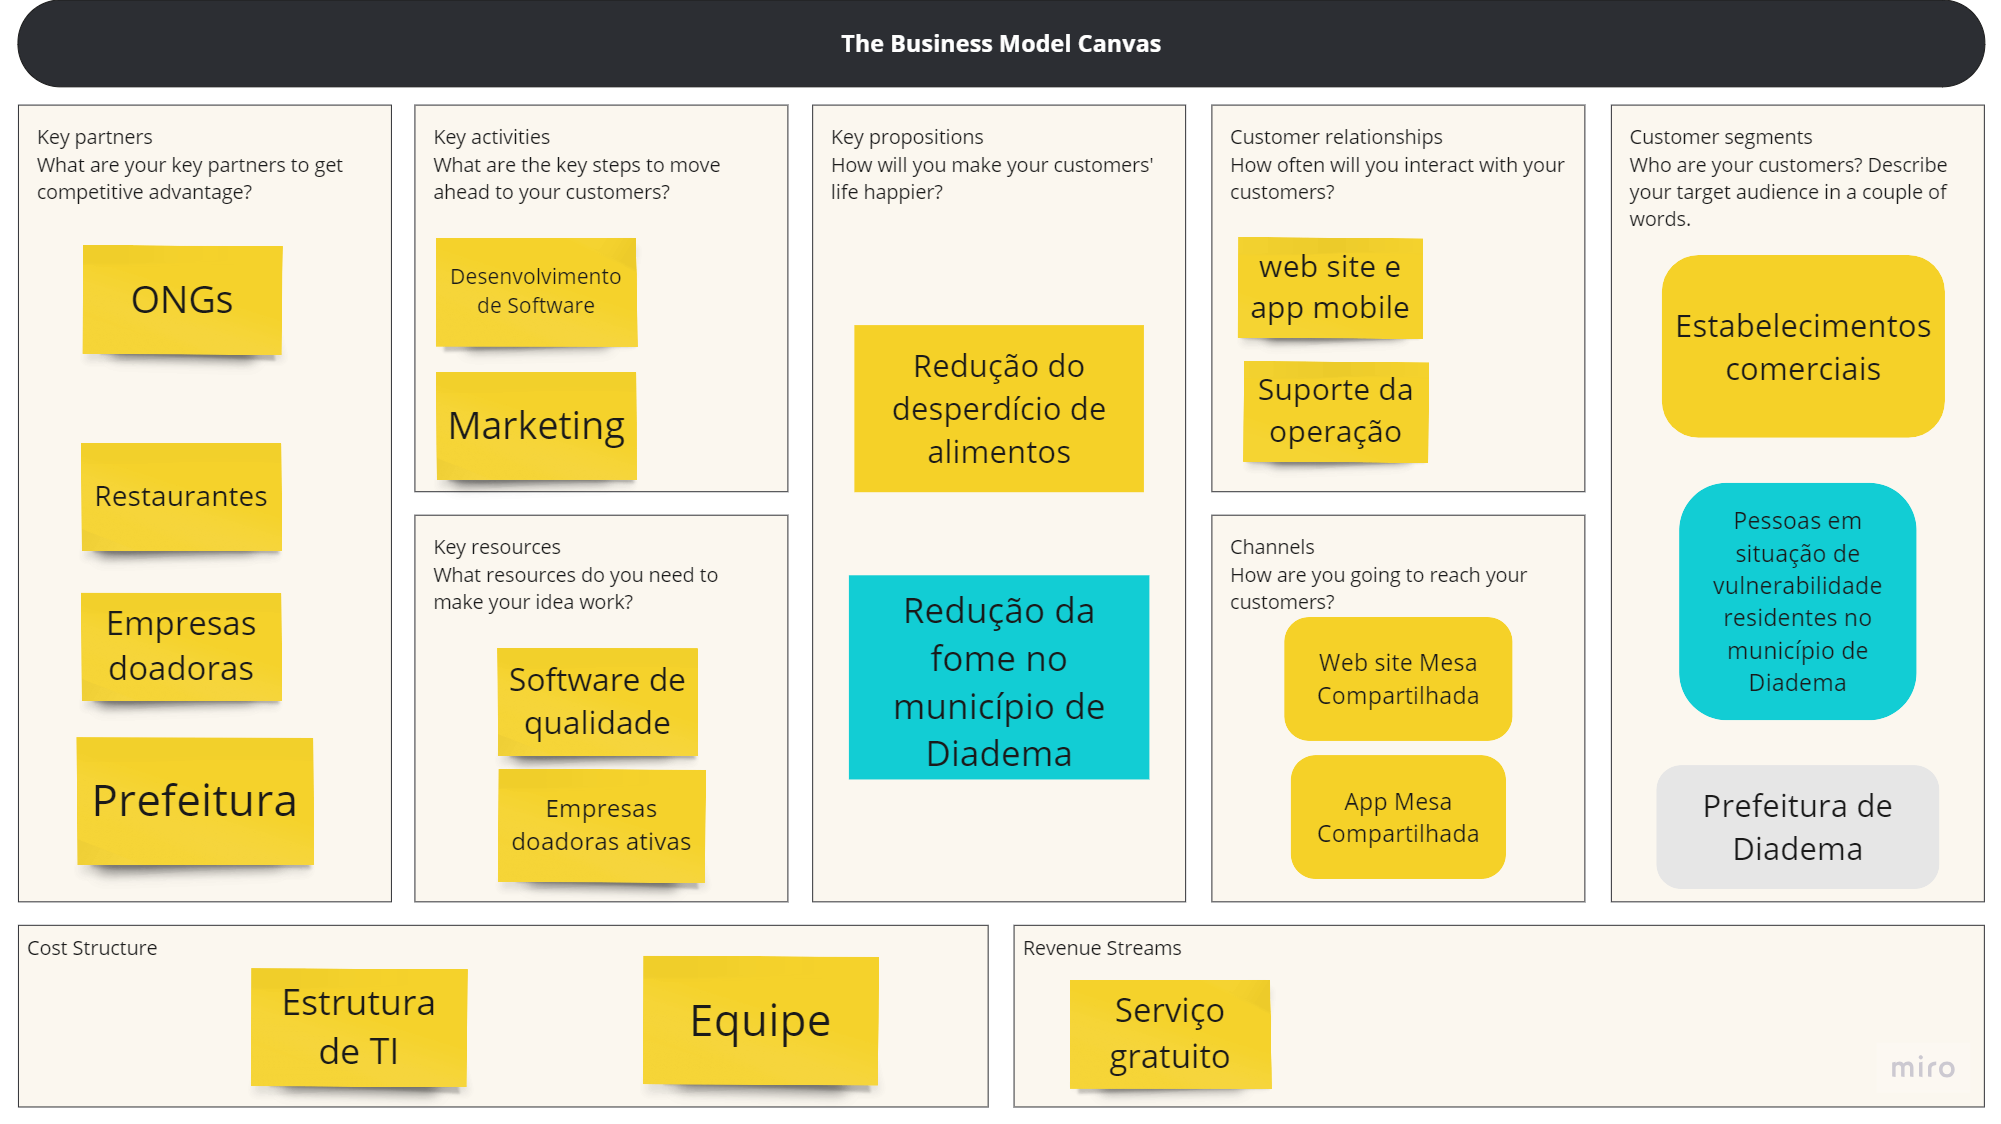 The Business Model Canvas
Key partners
What are your key partners to get
competitive advantage?
ONGs
Restaurantes
Empresas
doadoras
Prefeitura
Key activities
What are the key steps to move
ahead to your customers?
Desenvolvimento
de Software
Marketing
Key resources
What resources do you need to
make your idea work?
Software de
qualidade
Empresas
doadoras ativas
Key propositions
How will you make your customers'
life happier?
Redução do
desperdício de
alimentos
Redução da
fome no
município de
Diadema
Customer relationships
How often will you interact with your
customers?
web site e
app mobile
Suporte da
operação
Channels
How are you going to reach your
customers?
Web site Mesa
Compartilhada
App Mesa
Compartilhada
Customer segments
Who are your customers? Describe
your target audience in a couple of
words.
Estabelecimentos
comerciais
Pessoas em
situação de
vulnerabilidade
residentes no
município de
Diadema
Prefeitura de
Diadema
Cost Structure
Estrutura
de TI
Equipe
Revenue Streams
Serviço
gratuito
miro